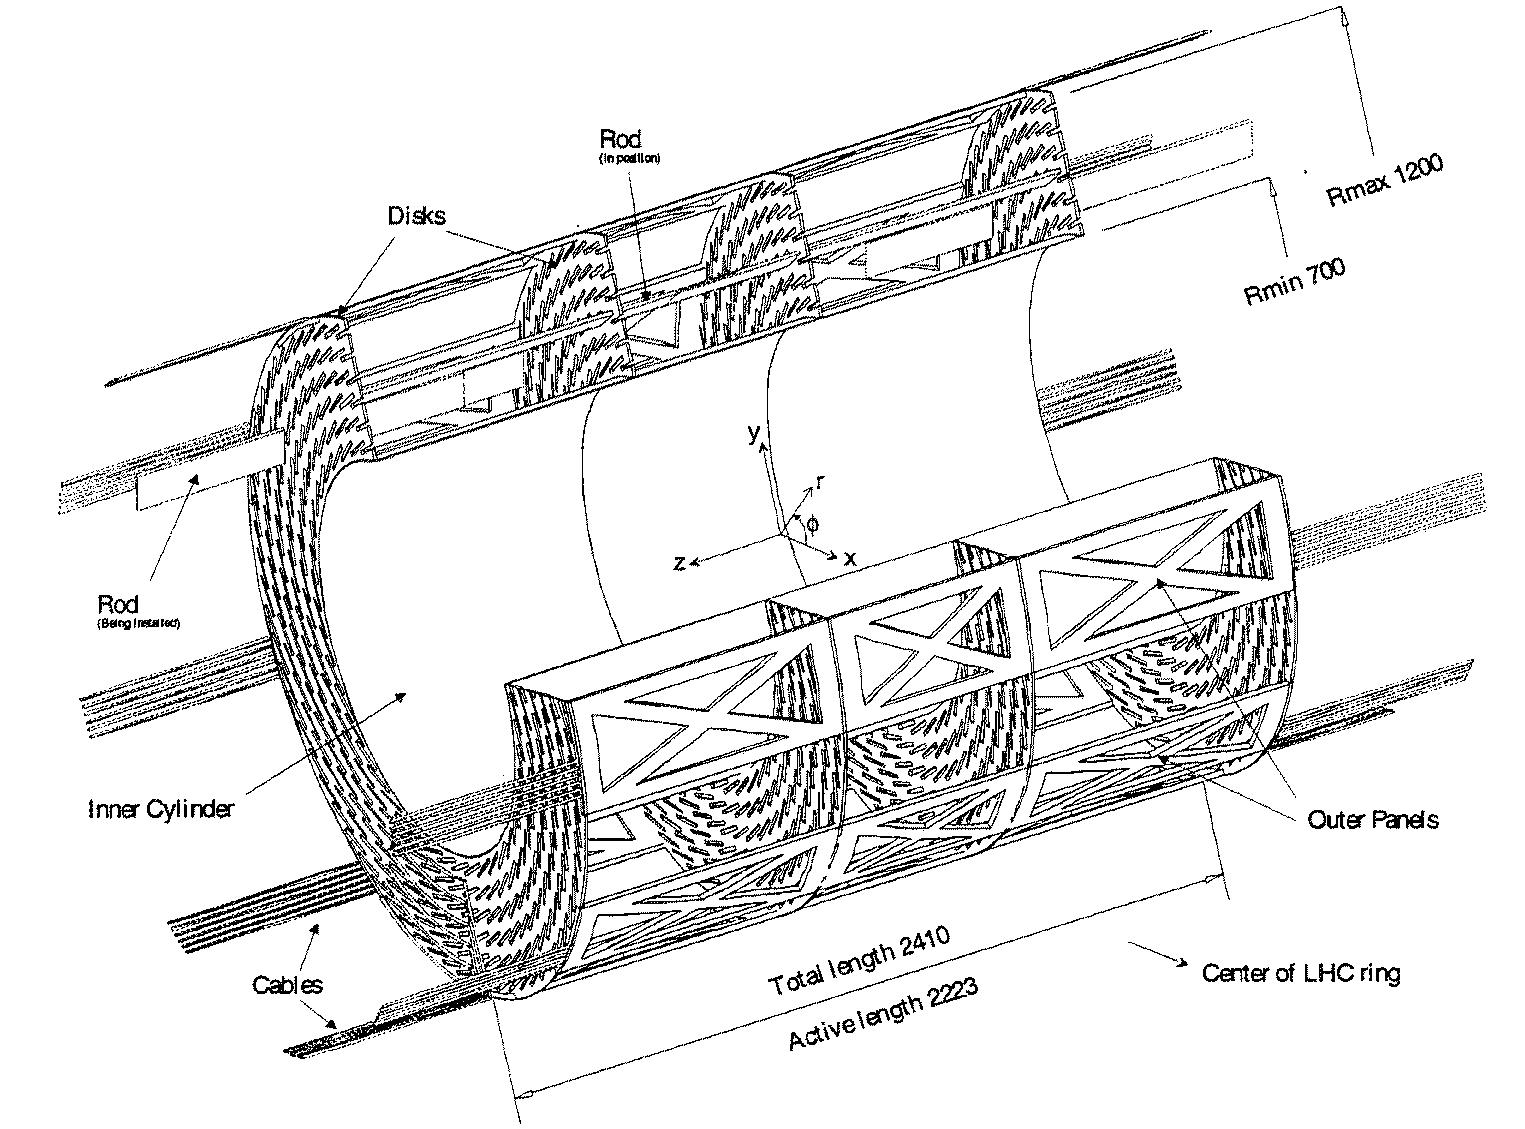 Rod
(In position)
Disks
Rmax 1200
Rmin 700
y
r
ϕ
z
x
Rod
(Being Installed)
Inner Cylinder
Outer Panels
Total length 2410
Active length 2223
Center of LHC ring
Cables